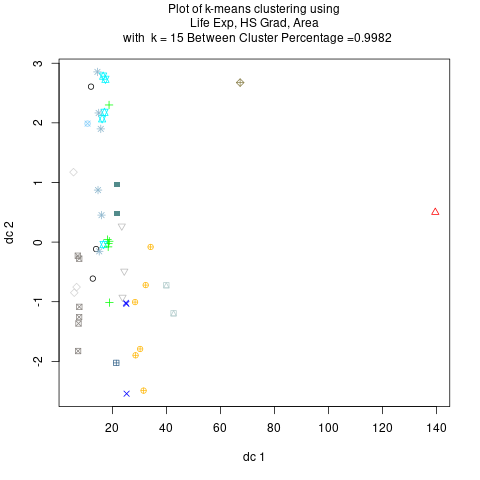 Plot of k-means clustering using
Life Exp, HS Grad, Area
with k = 15 Between Cluster Percentage =0.9982
3
2
1
0
-1
-2
dc 2
20
40
60
80
100
120
140
dc 1